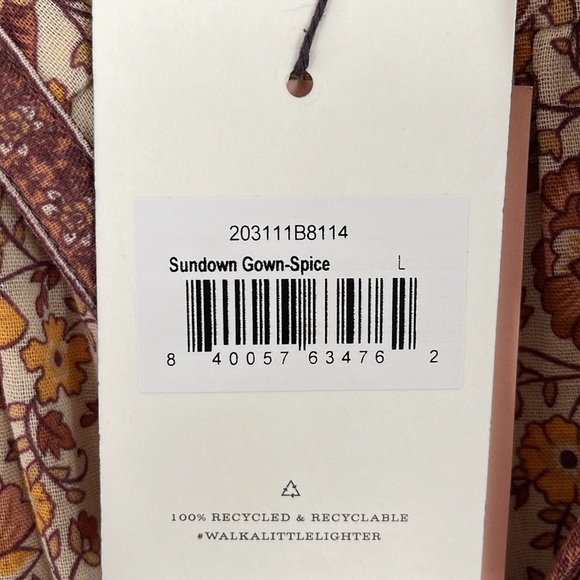 203111B8114
Sundown Gown-Spice L
8 40057 63476 2
100% RECYCLED & RECYCLABLE
#WALKALITTLELIGHTER